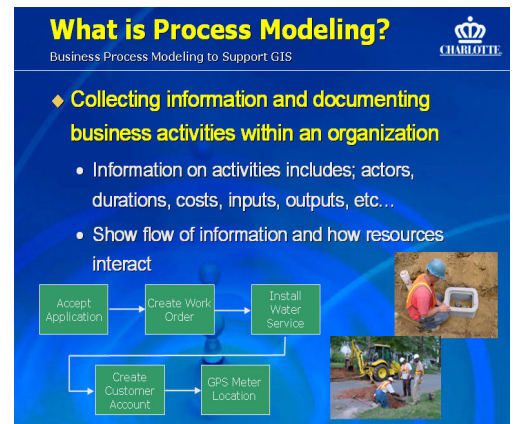 What is Process Modeling?
Business Process Modeling to Support GIS
CHARLOTTE
Collecting information and documenting
business activities within an organization
Information on activities includes; actors,
durations, costs, inputs, outputs, etc...
Show flow of information and how resources
interact
Accept
Application
Create Work
Order
Install
Water
Service
Create
Customer
Account
GPS Meter
Location